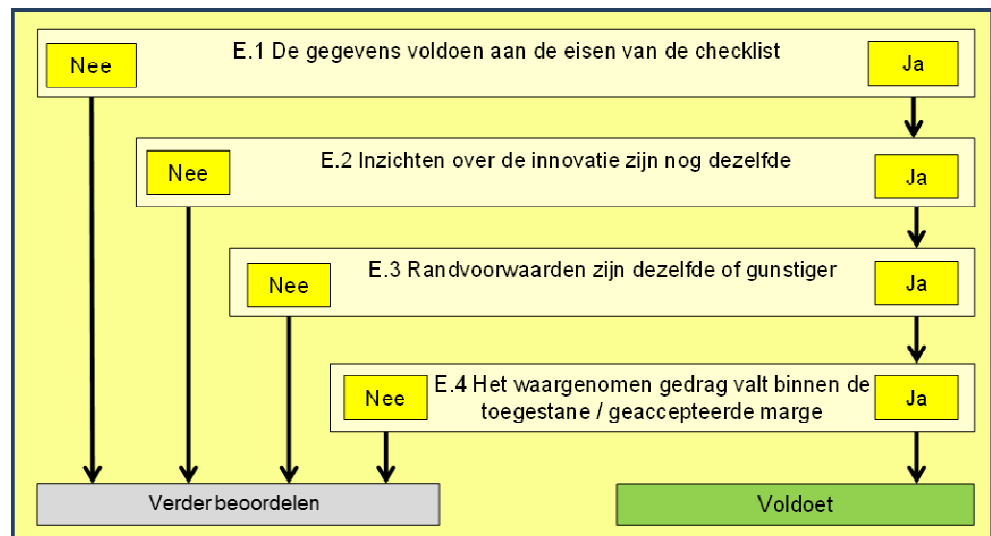 E.1 De gegevens voldoen aan de eisen van de checklist
Nee
Ja
E.2 Inzichten over de innovatie zijn nog dezelfde
Nee
Ja
E.3 Randvoorwaarden zijn dezelfde of gunstiger
Nee
Ja
E.4 Het waargenomen gedrag valt binnen de
toegestane / geaccepteerde marge
Nee
Ja
Verder beoordelen
Voldoet